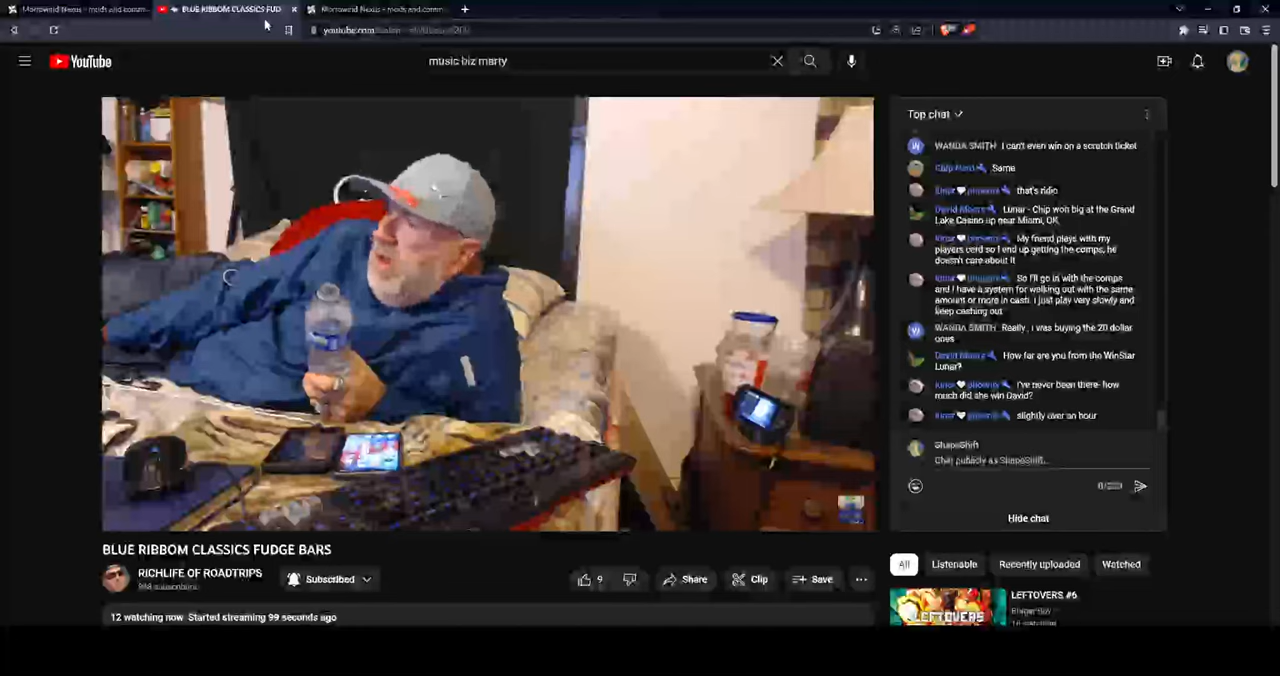 Morrowind Nexus - mods and comm
BLUE RIBBOM CLASSICS FUD
Morrowind Nexus - mods and comm
youtube.com
YouTube
music biz marty
Top chat
WANDA SMITH I can't even win on a scratch ticket
Same
that's ridic
David Moore Lunar - Chip won big at the Grand
Lake Casino up near Miami, OK
My friend plays with my
players card so I end up getting the comps, he
doesn't care about it
So I'll go in with the comps
and I have a system for walking out with the same
amount or more in cash. I just play very slowly and
keep cashing out
WANDA SMITH Really, i was buying the 20 dollar
ones
David Moore How far are you from the WinStar
Lunar?
I've never been there- how
much did she win David?
slightly over an hour
ShapeShift
Chat publicly as ShapeShift...
Hide chat
BLUE RIBBOM CLASSICS FUDGE BARS
RICHLIFE OF ROADTRIPS
subscribers
Subscribed
9
Share
Clip
Save
All
Listenable
Recently uploaded
Watched
12 watching now Started streaming 99 seconds ago
LEFTOVERS #6
LEFTOVERS